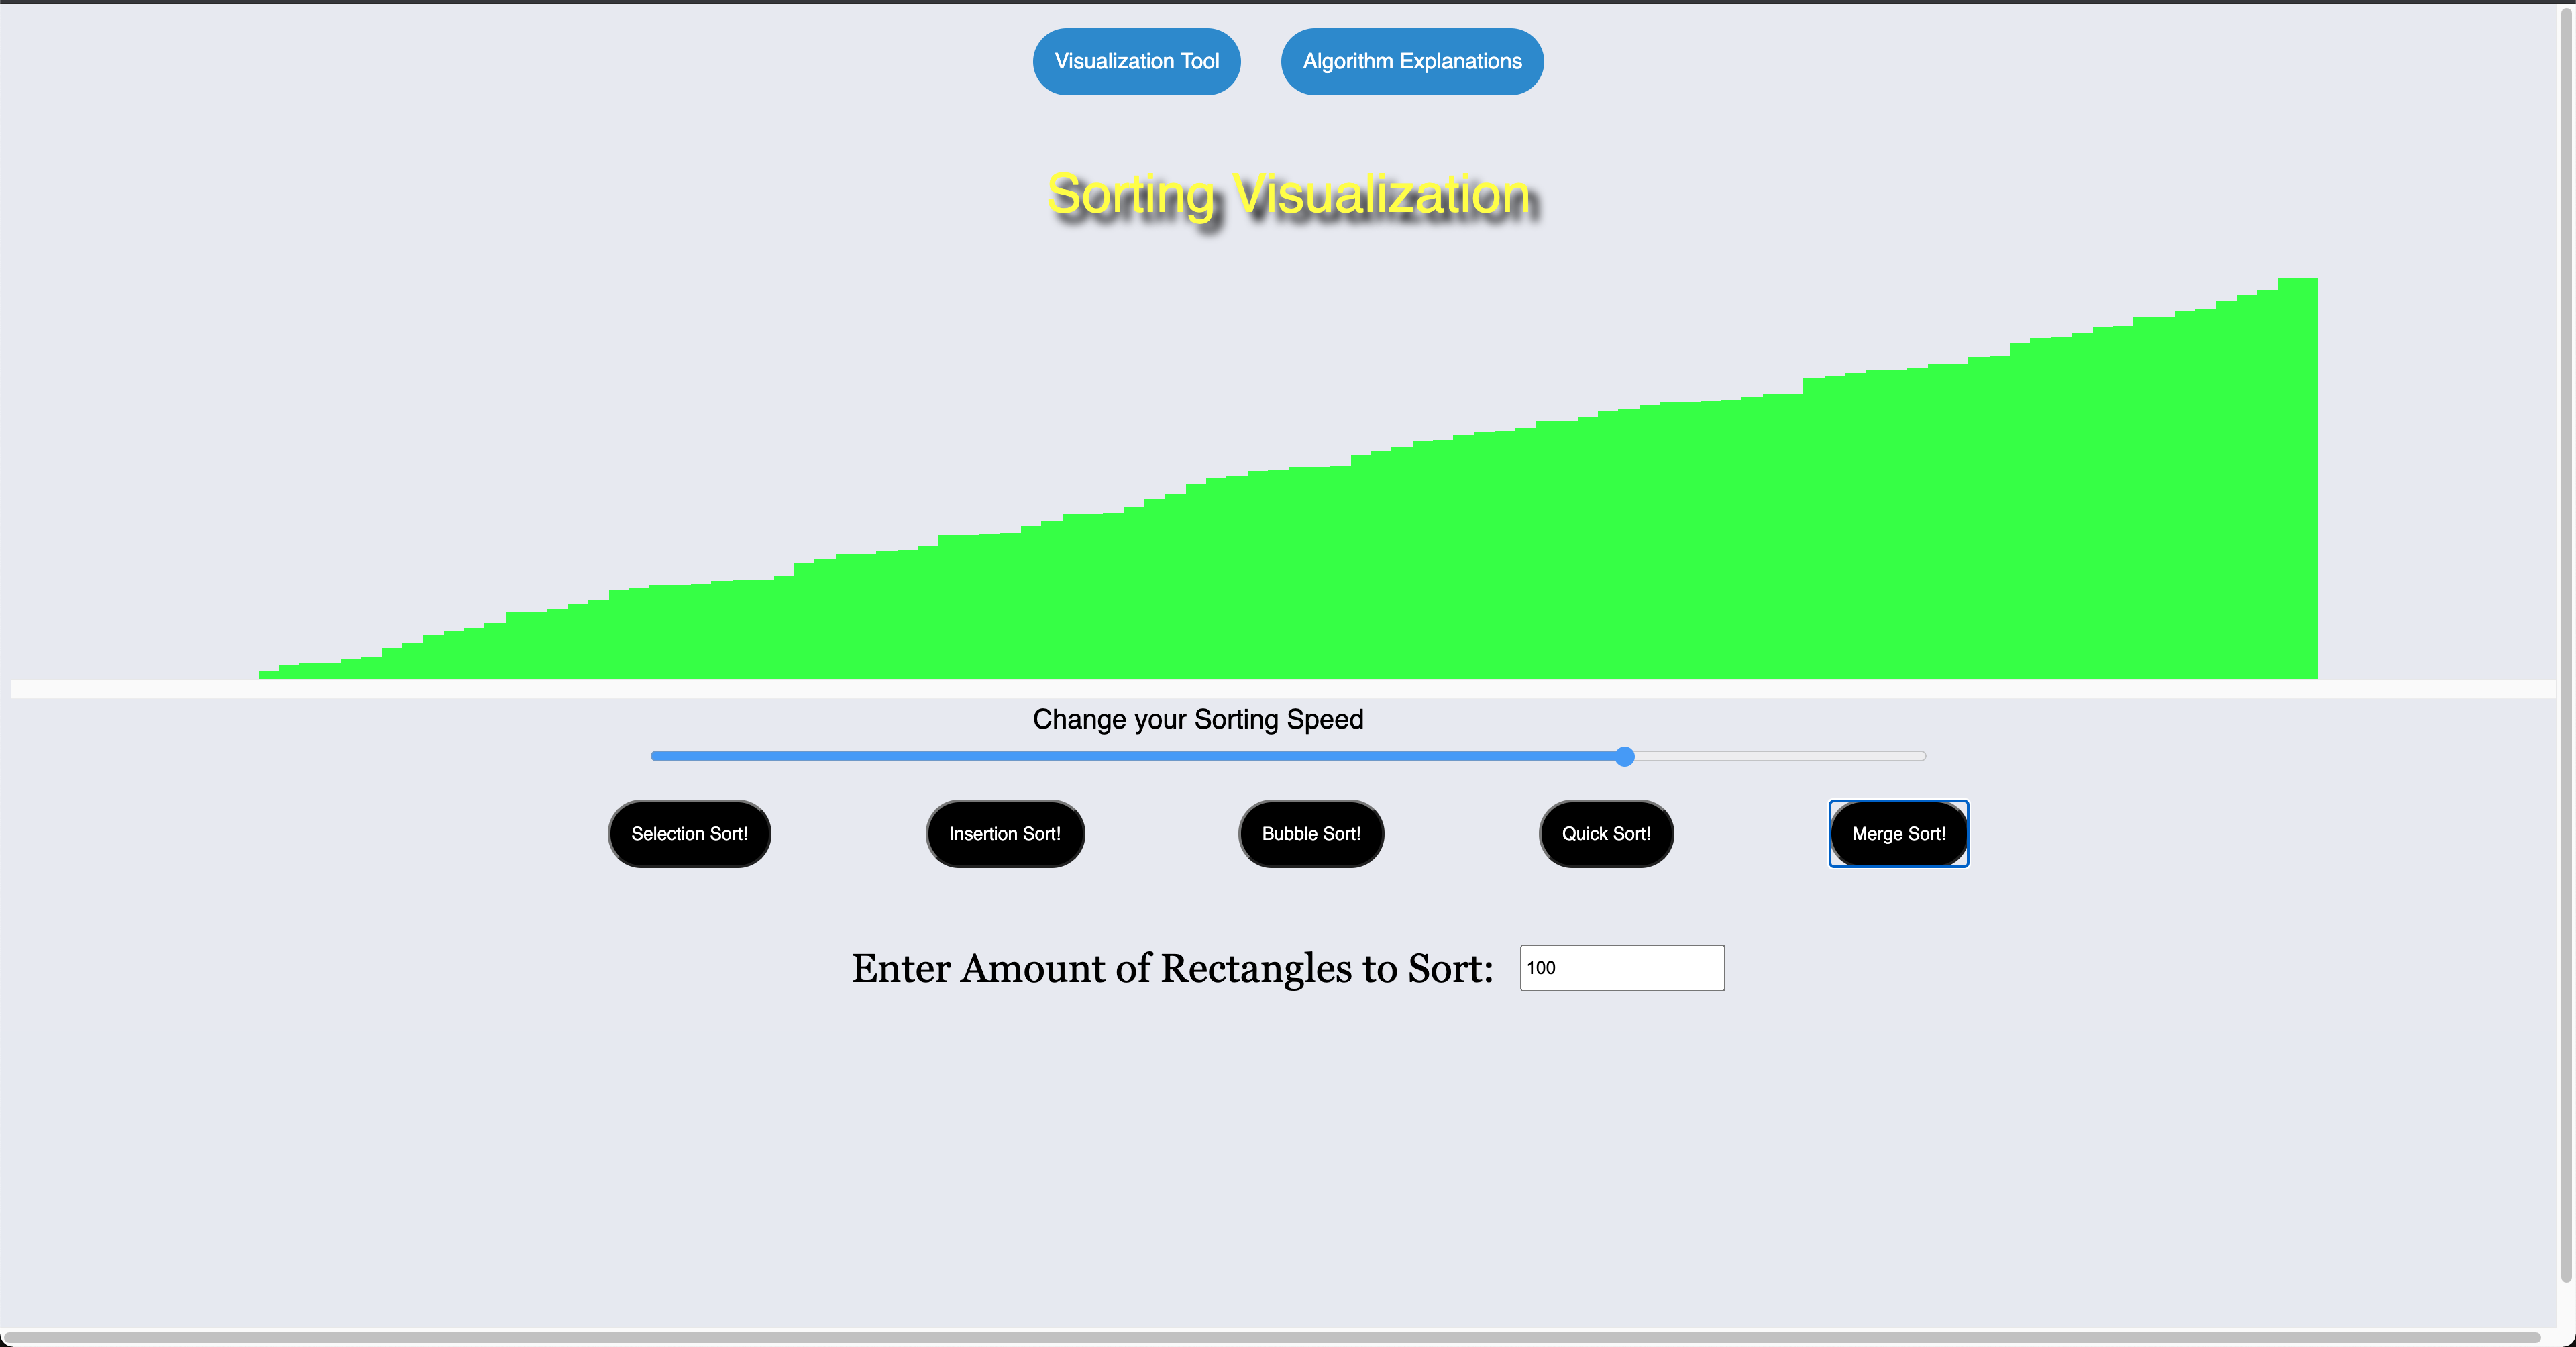 Visualization Tool Algorithm Explanations
Sorting Visualization
Change your Sorting Speed
Selection Sort! Insertion Sort! Bubble Sort! Quick Sort! Merge Sort!
Enter Amount of Rectangles to Sort: 100